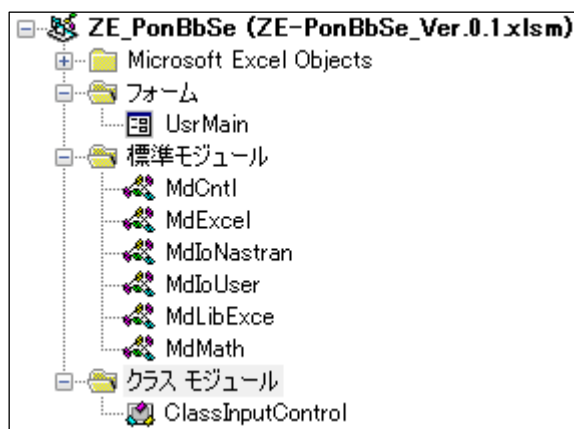 ZE_PonBbSe (ZE-PonBbSe_Ver.0.1.xlsm)
Microsoft Excel Objects
フォーム
UsrMain
標準モジュール
MdCntl
MdExcel
MdIoNastran
MdIoUser
MdLibExce
MdMath
クラス モジュール
ClassInputControl